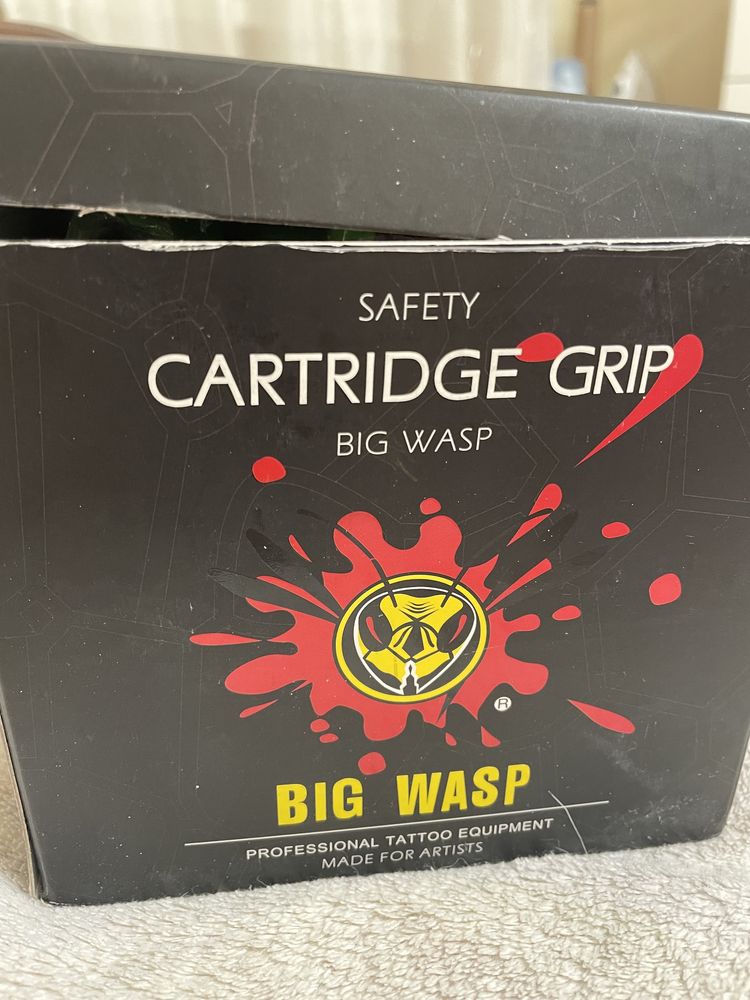 SAFETY
CARTRIDGE GRIP
BIG WASP
®
BIG WASP
PROFESSIONAL TATTOO EQUIPMENT
MADE FOR ARTISTS